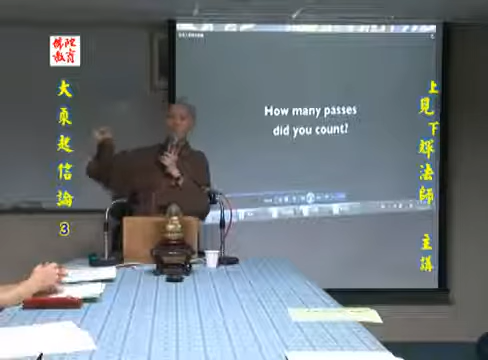 佛陀
教育
大乘起信論
3
How many passes
did you count?
上見下輝法師 主講